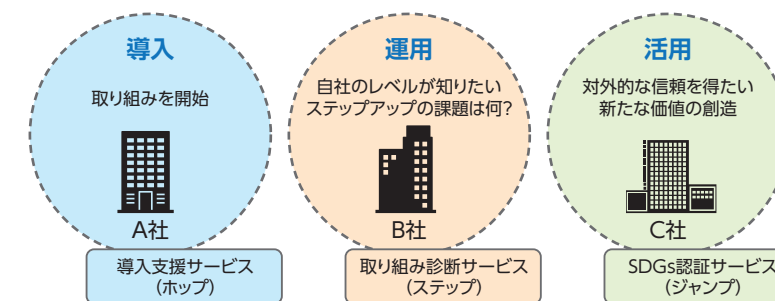 導入
取り組みを開始
A社
導入支援サービス
(ホップ)
運用
自社のレベルが知りたい
ステップアップの課題は何?
B社
取り組み診断サービス
(ステップ)
活用
対外的な信頼を得たい
新たな価値の創造
C社
SDGs認証サービス
(ジャンプ)